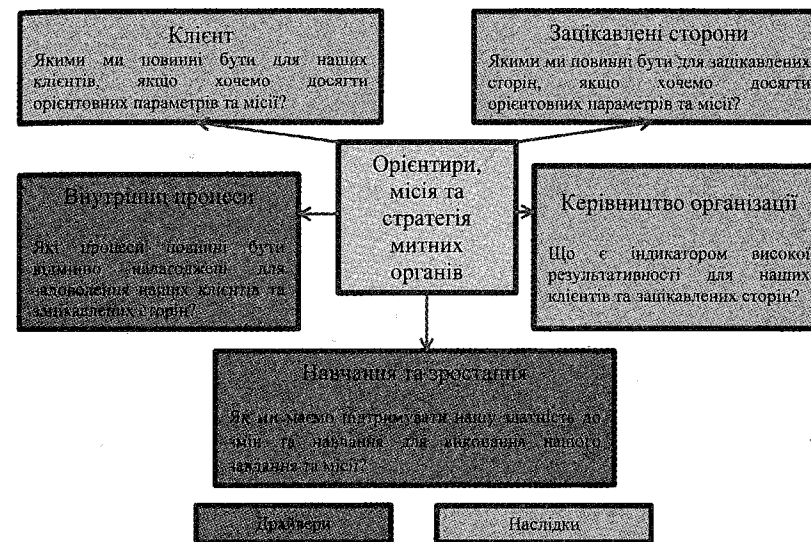 Клієнт
Якими ми повинні бути для наших
клієнтів, якщо хочемо досягти
орієнтовних параметрів та місії?
Зацікавлені сторони
Якими ми повинні бути для зацікавлених
сторін, якщо хочемо досягти
орієнтовних параметрів та місії?
Орієнтири,
місія та
стратегія
митних
органів
Внутрішні процеси
Які процеси повинні бути
відмінно налагоджені для
задоволення наших клієнтів та
зацікавлених сторін?
Керівництво організації
Що є індикатором високої
результативності для наших
клієнтів та зацікавлених сторін?
Навчання та зростання
Як ми маємо підтримувати нашу здатність до
змін та навчання для виконання нашого
завдання та місії?
Драйвери
Наслідки